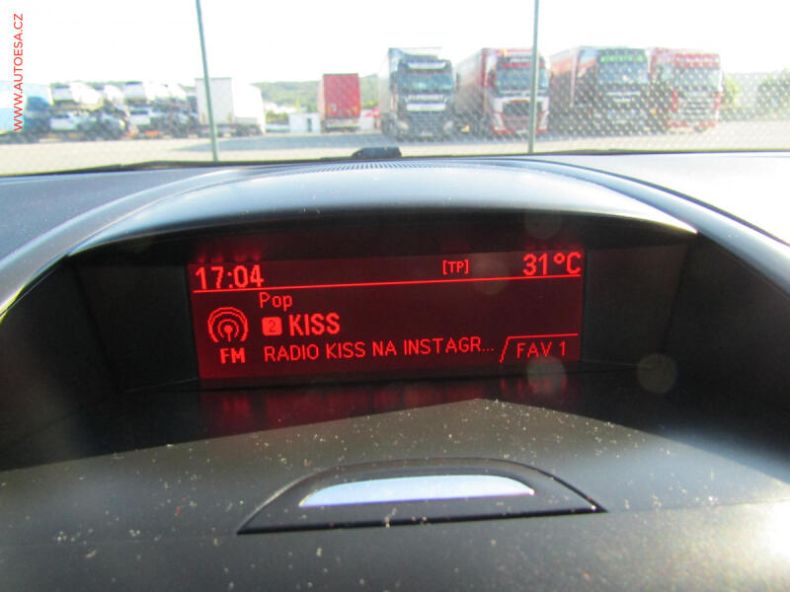 WWW.AUTOESA.CZ
17:04 [TP] 31°C
Pop
2 KISS
FM RADIO KISS NA INSTAGR... FAV 1